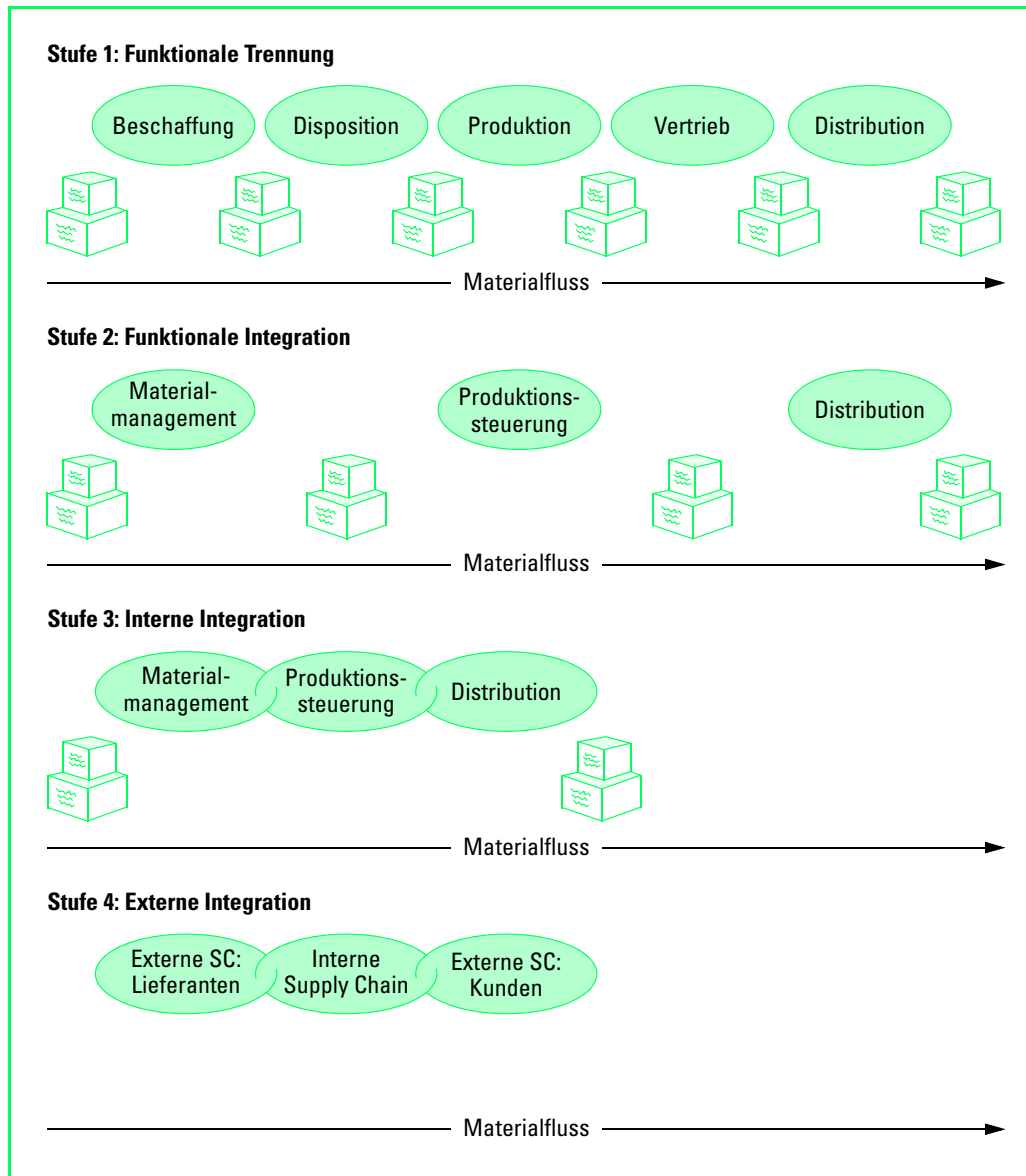 Stufe 1: Funktionale Trennung
Beschaffung Disposition Produktion Vertrieb Distribution
Materialfluss
Stufe 2: Funktionale Integration
Material-
management
Produktionss-
steuerung
Distribution
Materialfluss
Stufe 3: Interne Integration
Material-
management
Produktionss-
steuerung
Distribution
Materialfluss
Stufe 4: Externe Integration
Externe SC:
Lieferanten
Interne
Supply Chain
Externe SC:
Kunden
Materialfluss